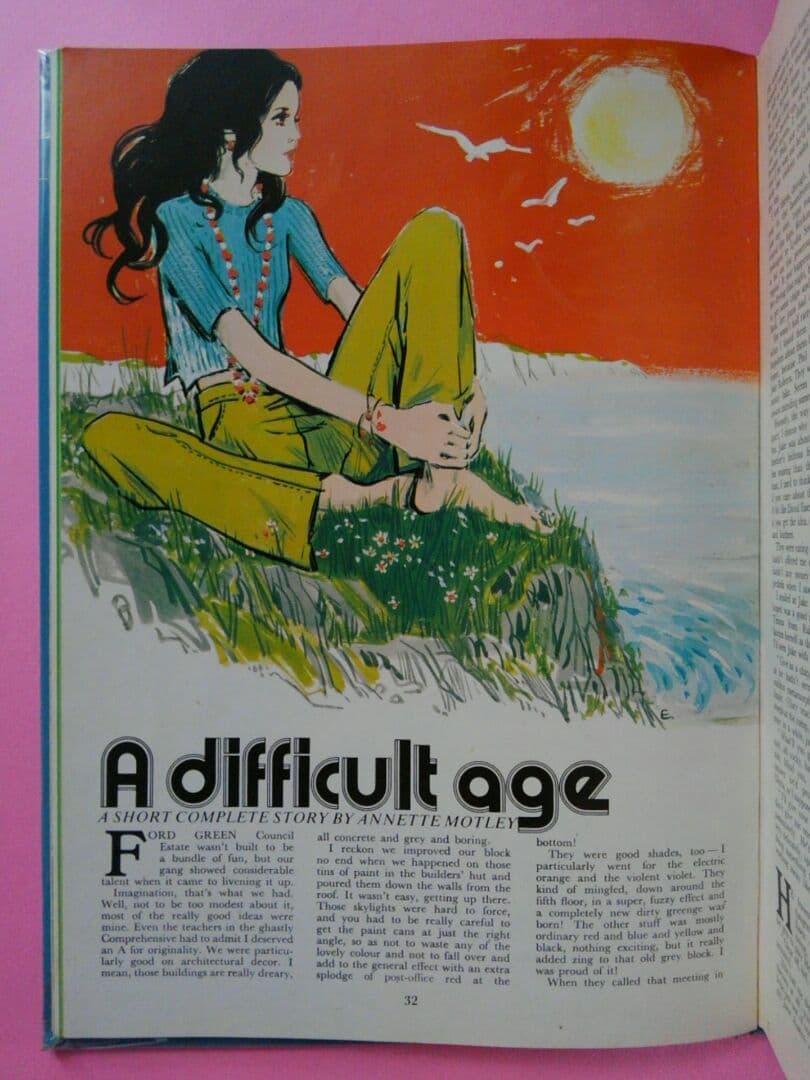 A difficult age
A SHORT COMPLETE STORY BY ANNETTE MOTLEY
FORD GREEN Council
Estate wasn't built to be
a bundle of fun, but our
gang showed considerable
talent when it came to livening it up.
Imagination, that's what we had.
Well, not to be too modest about it,
most of the really good ideas were
mine. Even the teachers in the ghastly
Comprehensive had to admit I deserved
an A for originality. We were particu-
larly good on architectural decor. I
mean, those buildings are really dreary,
all concrete and grey and boring.
I reckon we improved our block
no end when we happened on those
tins of paint in the builders' hut and
poured them down the walls from the
roof. It wasn't easy, getting up there.
Those skylights were hard to force,
and you had to be really careful to
get the paint cans at just the right
angle, so as not to waste any of the
lovely colour and not to fall over and
add to the general effect with an extra
splodge of post-office red at the
bottom!
They were good shades, too — I
particularly went for the electric
orange and the violent violet. They
kind of mingled, down around the
fifth floor, in a super, fuzzy effect and
a completely new dirty greenge was
born! The other stuff was mostly
ordinary red and blue and yellow and
black, nothing exciting, but it really
added zing to that old grey block. I
was proud of it!
When they called that meeting in
32
E.
H